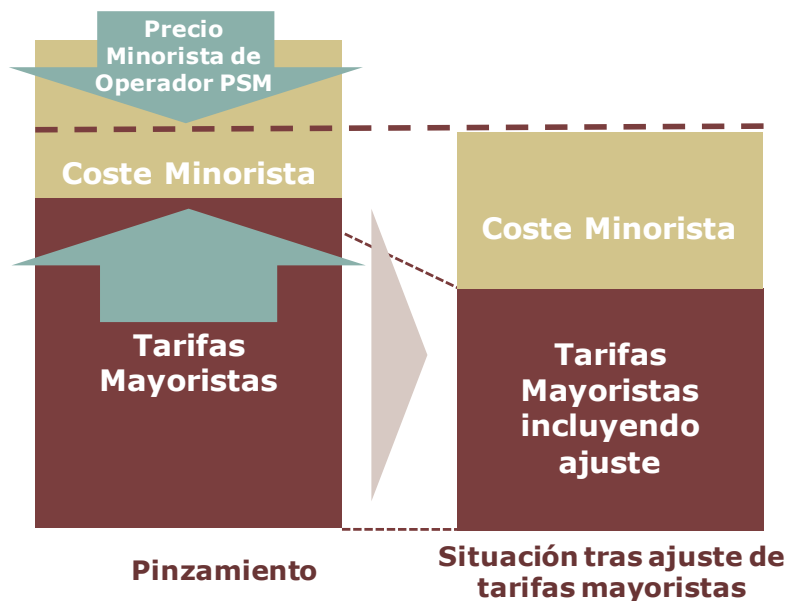 Precio
Minorista de
Operador PSM
Coste Minorista
Tarifas
Mayoristas
Coste Minorista
Tarifas
Mayoristas
incluyendo
ajuste
Pinzamiento
Situación tras ajuste de
tarifas mayoristas